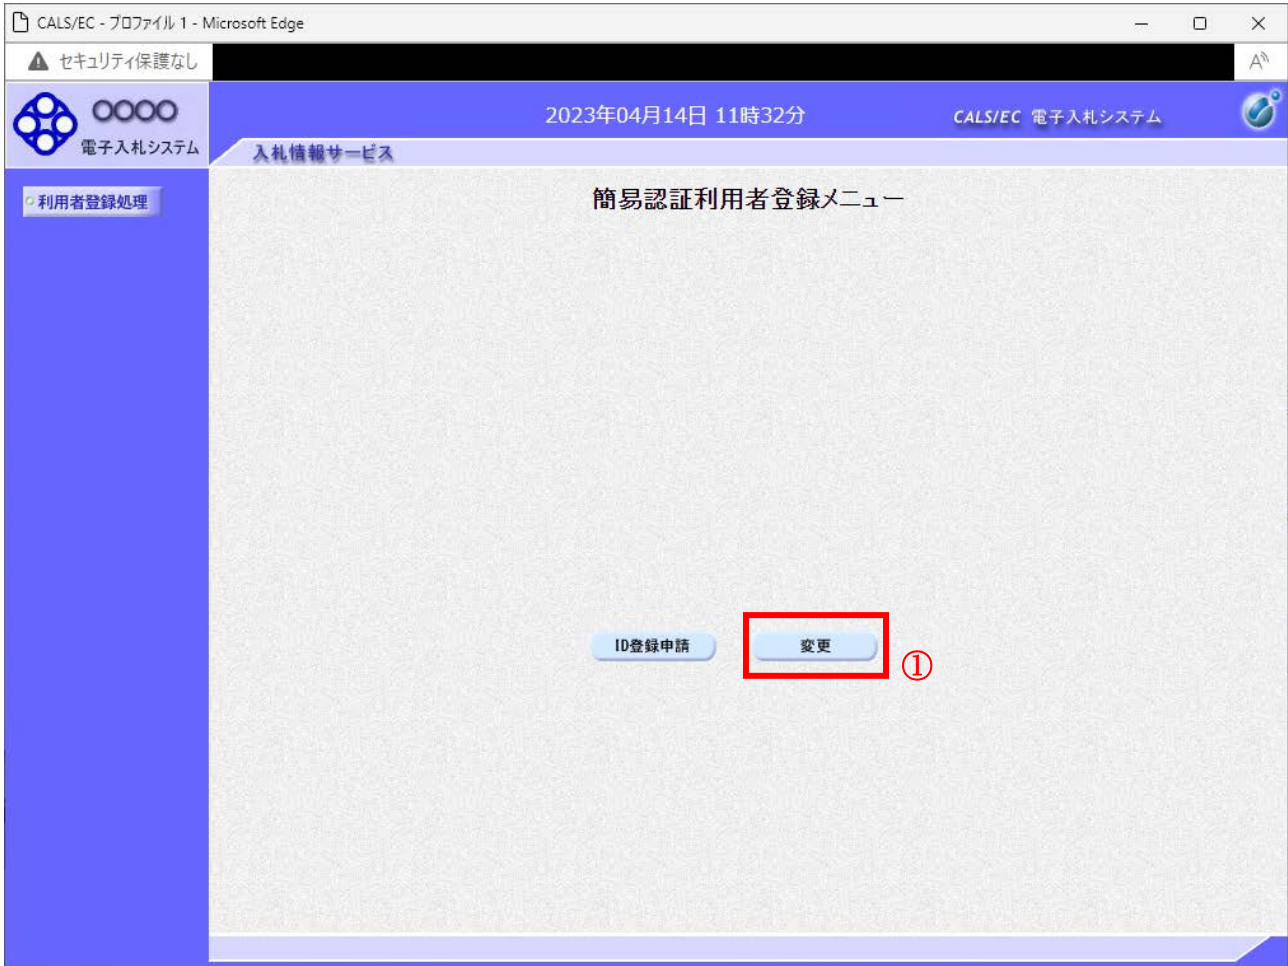 CALS/EC - プロファイル 1 - Microsoft Edge
セキュリティ保護なし
OOOO
電子入札システム
2023年04月14日 11時32分
CALS/EC 電子入札システム
入札情報サービス
利用者登録処理
簡易認証利用者登録メニュー
ID登録申請
変更
①